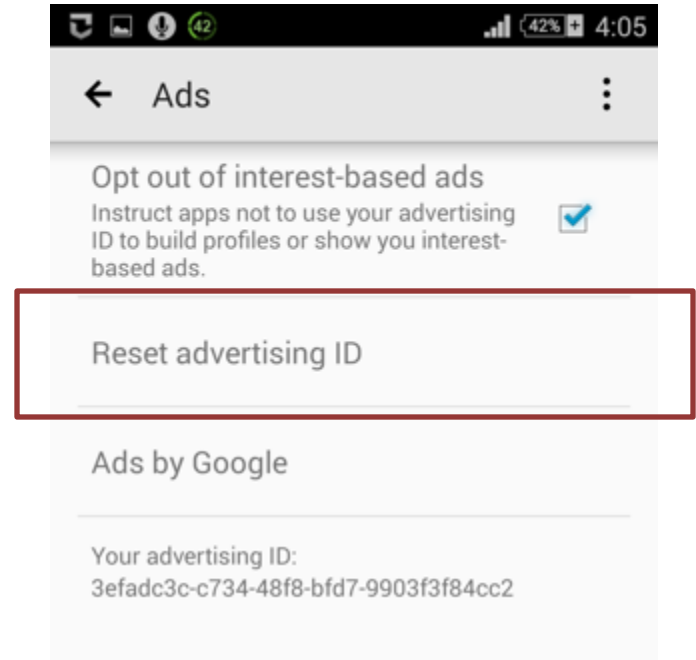 42 42% 4:05
Ads
Opt out of interest-based ads
Instruct apps not to use your advertising
ID to build profiles or show you interest-
based ads.
Reset advertising ID
Ads by Google
Your advertising ID:
3efadc3c-c734-48f8-bfd7-9903f3f84cc2